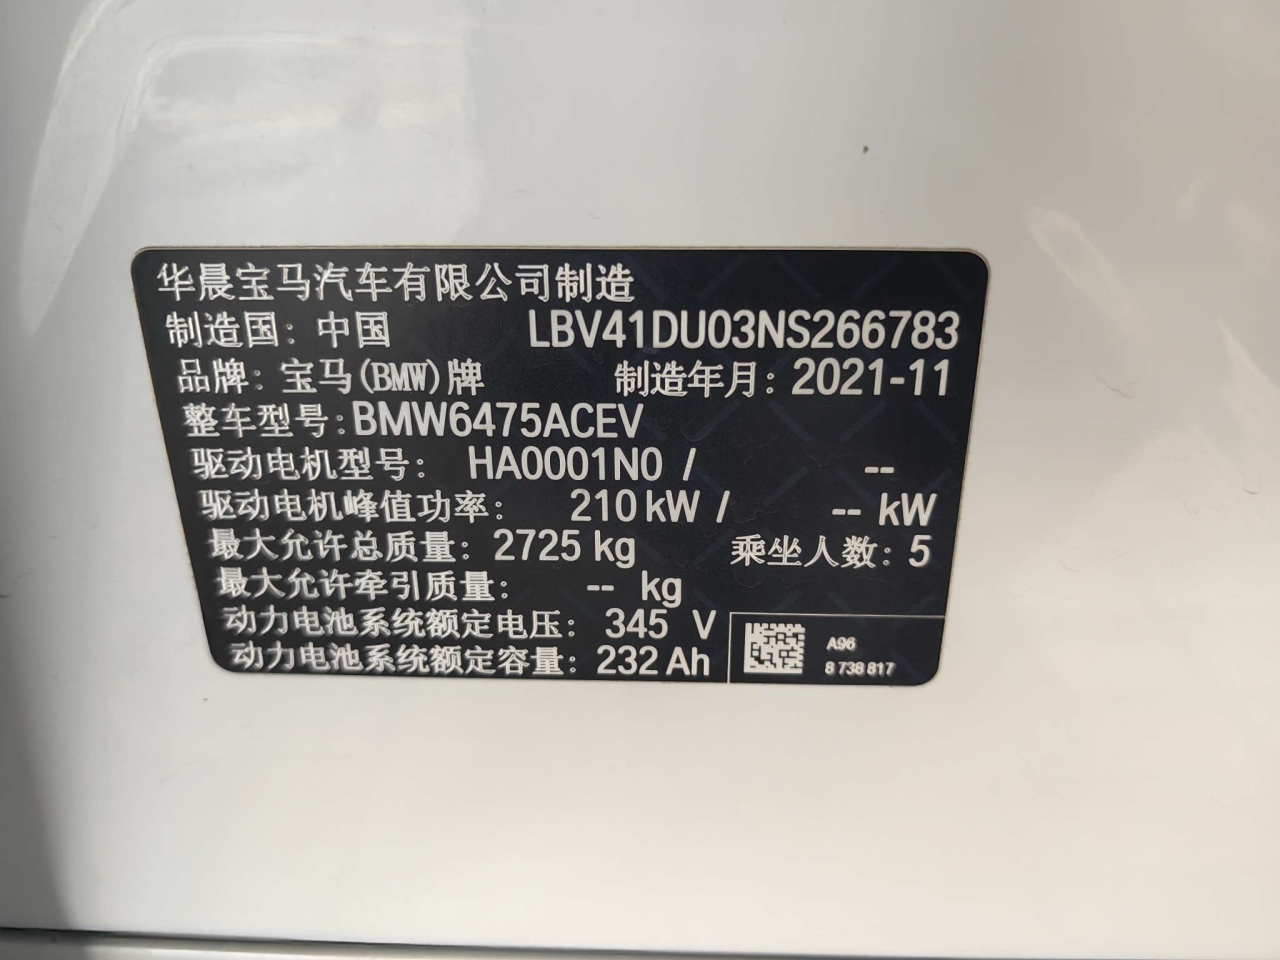 华晨宝马汽车有限公司制造
制造国：中国 LBV41DU03NS266783
品牌：宝马(BMW)牌 制造年月：2021-11
整车型号:BMW6475ACEV
驱动电机型号： HA0001N0 / --
驱动电机峰值功率： 210 kW / -- kW
最大允许总质量： 2725 kg 乘坐人数：5
最大允许牵引质量： -- kg
动力电池系统额定电压： 345 V
动力电池系统额定容量：232 Ah
A96
8 738 817